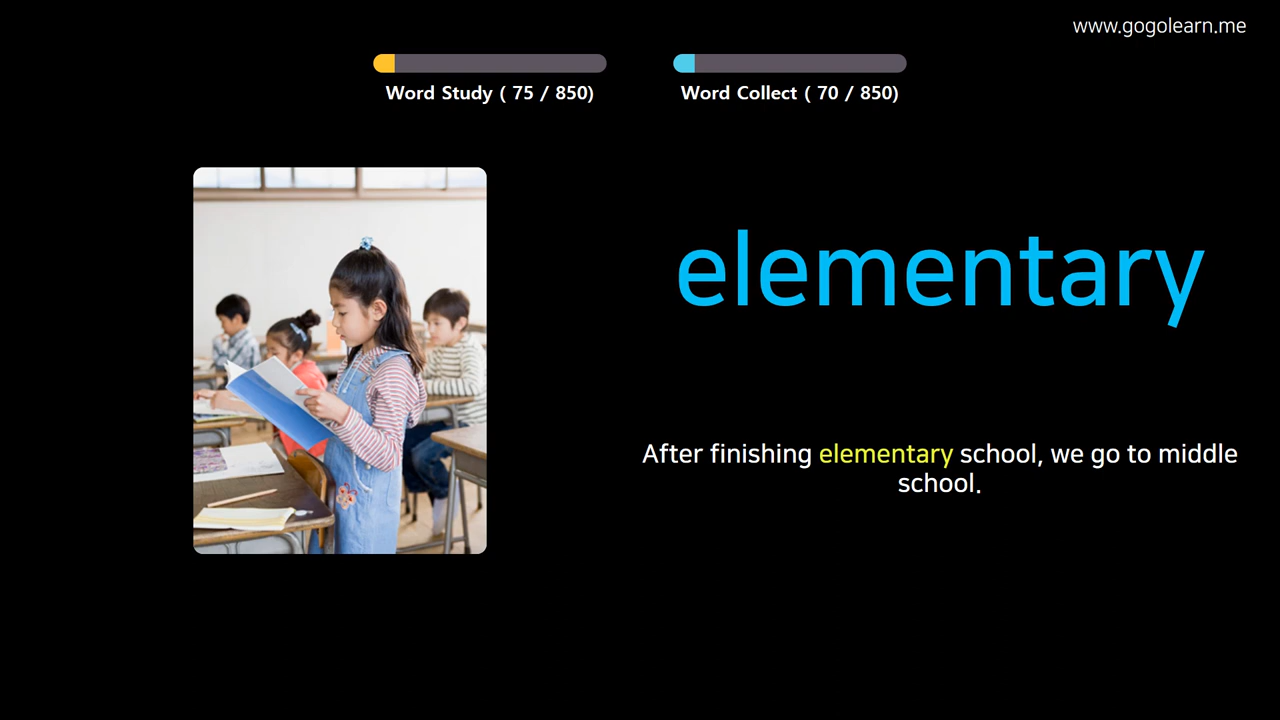 www.gogolearn.me
Word Study ( 75 / 850)
Word Collect ( 70 / 850)
elementary
After finishing elementary school, we go to middle
school.